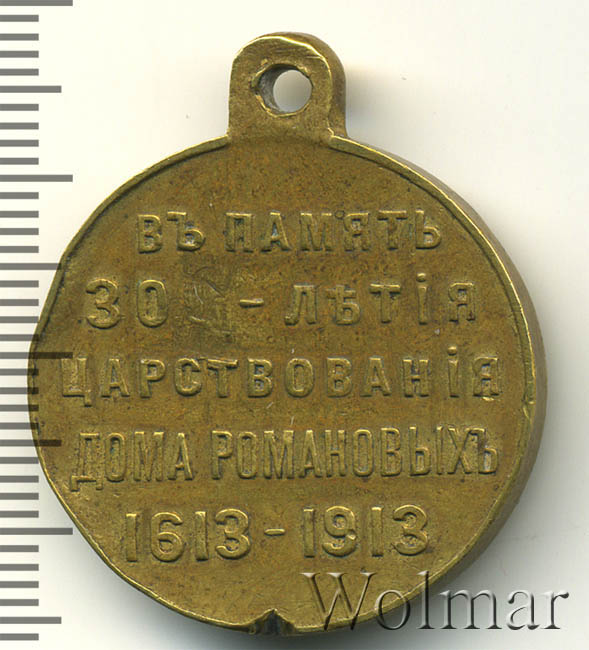 ВЪ ПАМЯТЬ
30 -ЛѢТІЯ
ЦАРСТВОВАНІЯ
ДОМА РОМАНОВЫХЪ
1613-1913
Wolmar